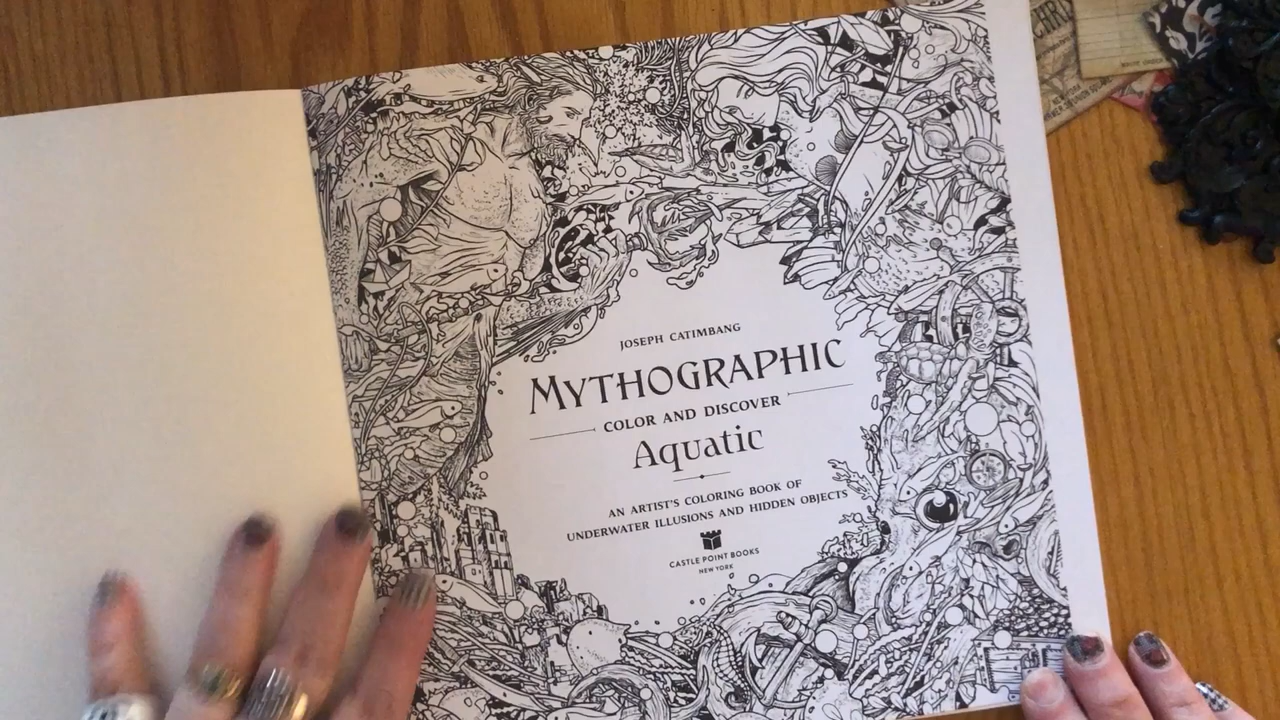 JOSEPH CATIMBANG
MYTHOGRAPHIC
COLOR AND DISCOVER
Aquatic
AN ARTIST'S COLORING BOOK OF
UNDERWATER ILLUSIONS AND HIDDEN OBJECTS
CASTLE POINT BOOKS
NEW YORK